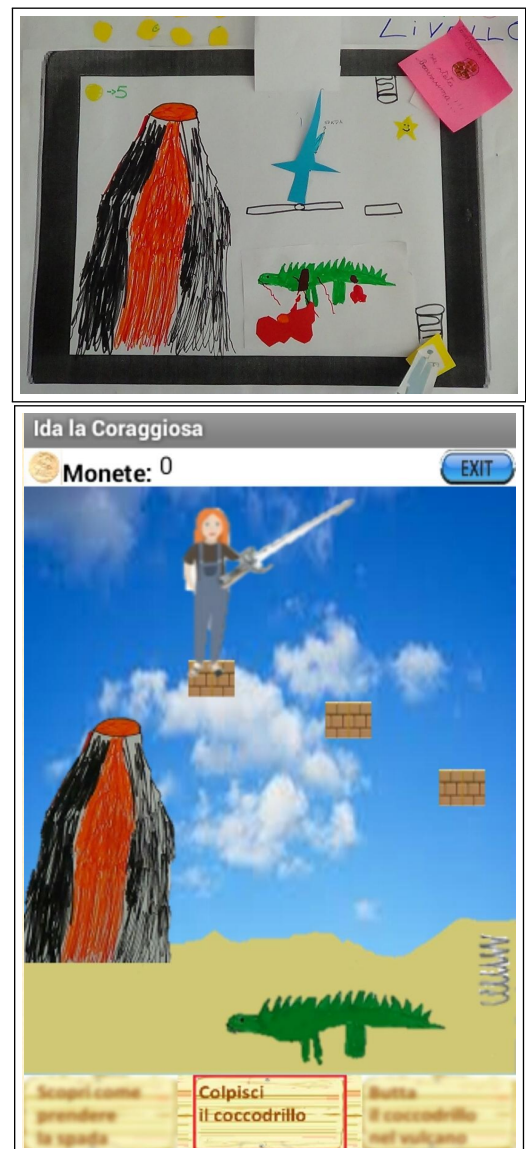 LIVELLO
→5
Ida la Coraggiosa
Monete: 0
EXIT
Scopri come
prendere
la spada
Colpisci
il coccodrillo
Butta
il coccodrillo
nel vulcano